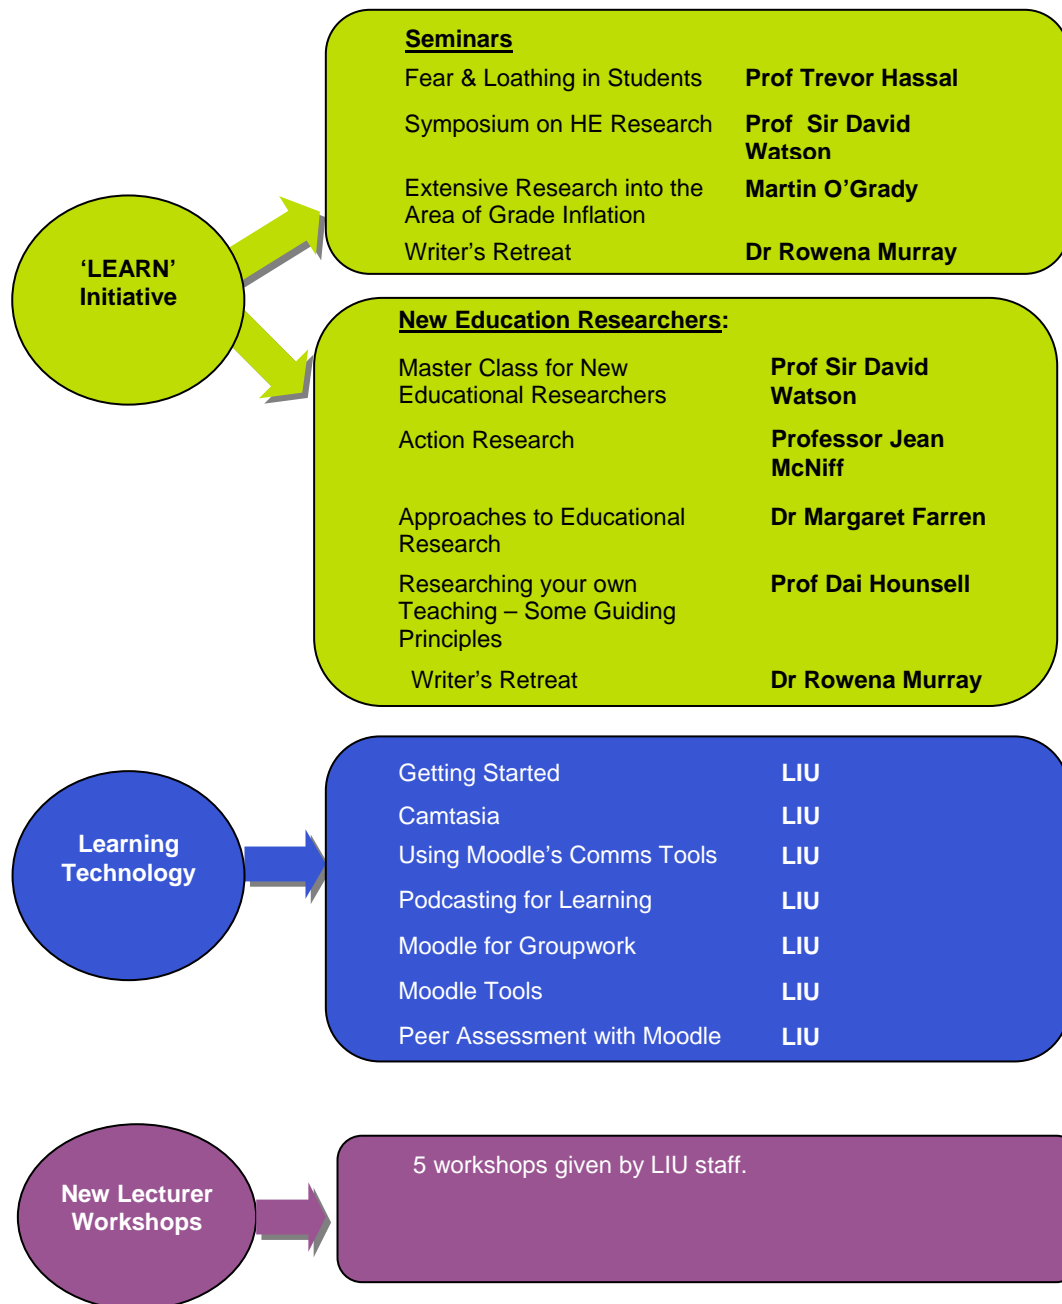 Seminars
Fear & Loathing in Students Prof Trevor Hassal
Symposium on HE Research Prof Sir David
Watson
Extensive Research into the Martin O'Grady
Area of Grade Inflation
Writer's Retreat Dr Rowena Murray
'LEARN'
Initiative
New Education Researchers:
Master Class for New Prof Sir David
Educational Researchers Watson
Action Research Professor Jean
McNiff
Approaches to Educational Dr Margaret Farren
Research
Researching your own Prof Dai Hounsell
Teaching – Some Guiding
Principles
Writer's Retreat Dr Rowena Murray
Learning
Technology
Getting Started LIU
Camtasia LIU
Using Moodle's Comms Tools LIU
Podcasting for Learning LIU
Moodle for Groupwork LIU
Moodle Tools LIU
Peer Assessment with Moodle LIU
New Lecturer
Workshops
5 workshops given by LIU staff.